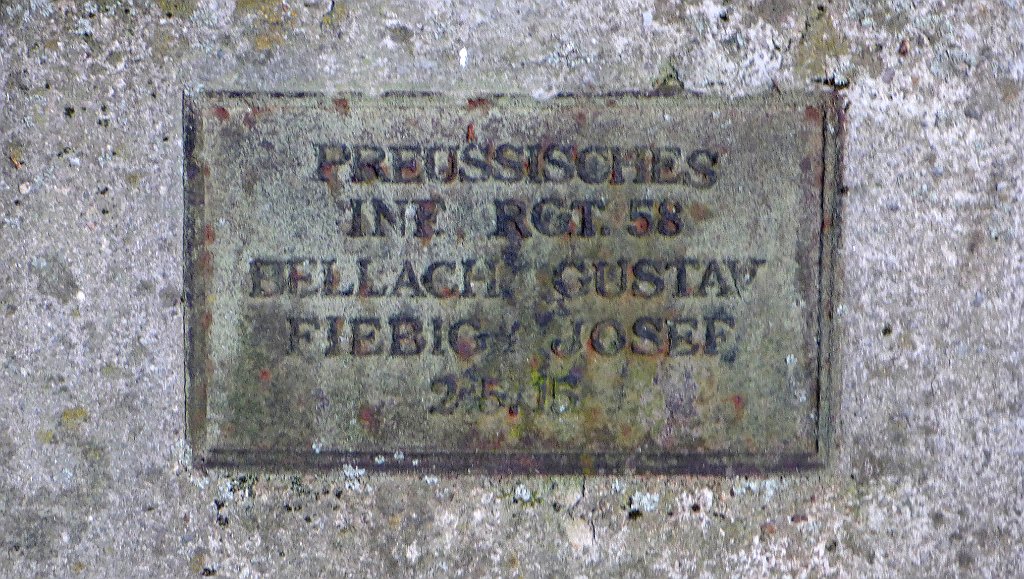 PREUSSISCHES
INF. RGT. 58
BELLACH, GUSTAV
FIEBIG, JOSEF
2.5.15